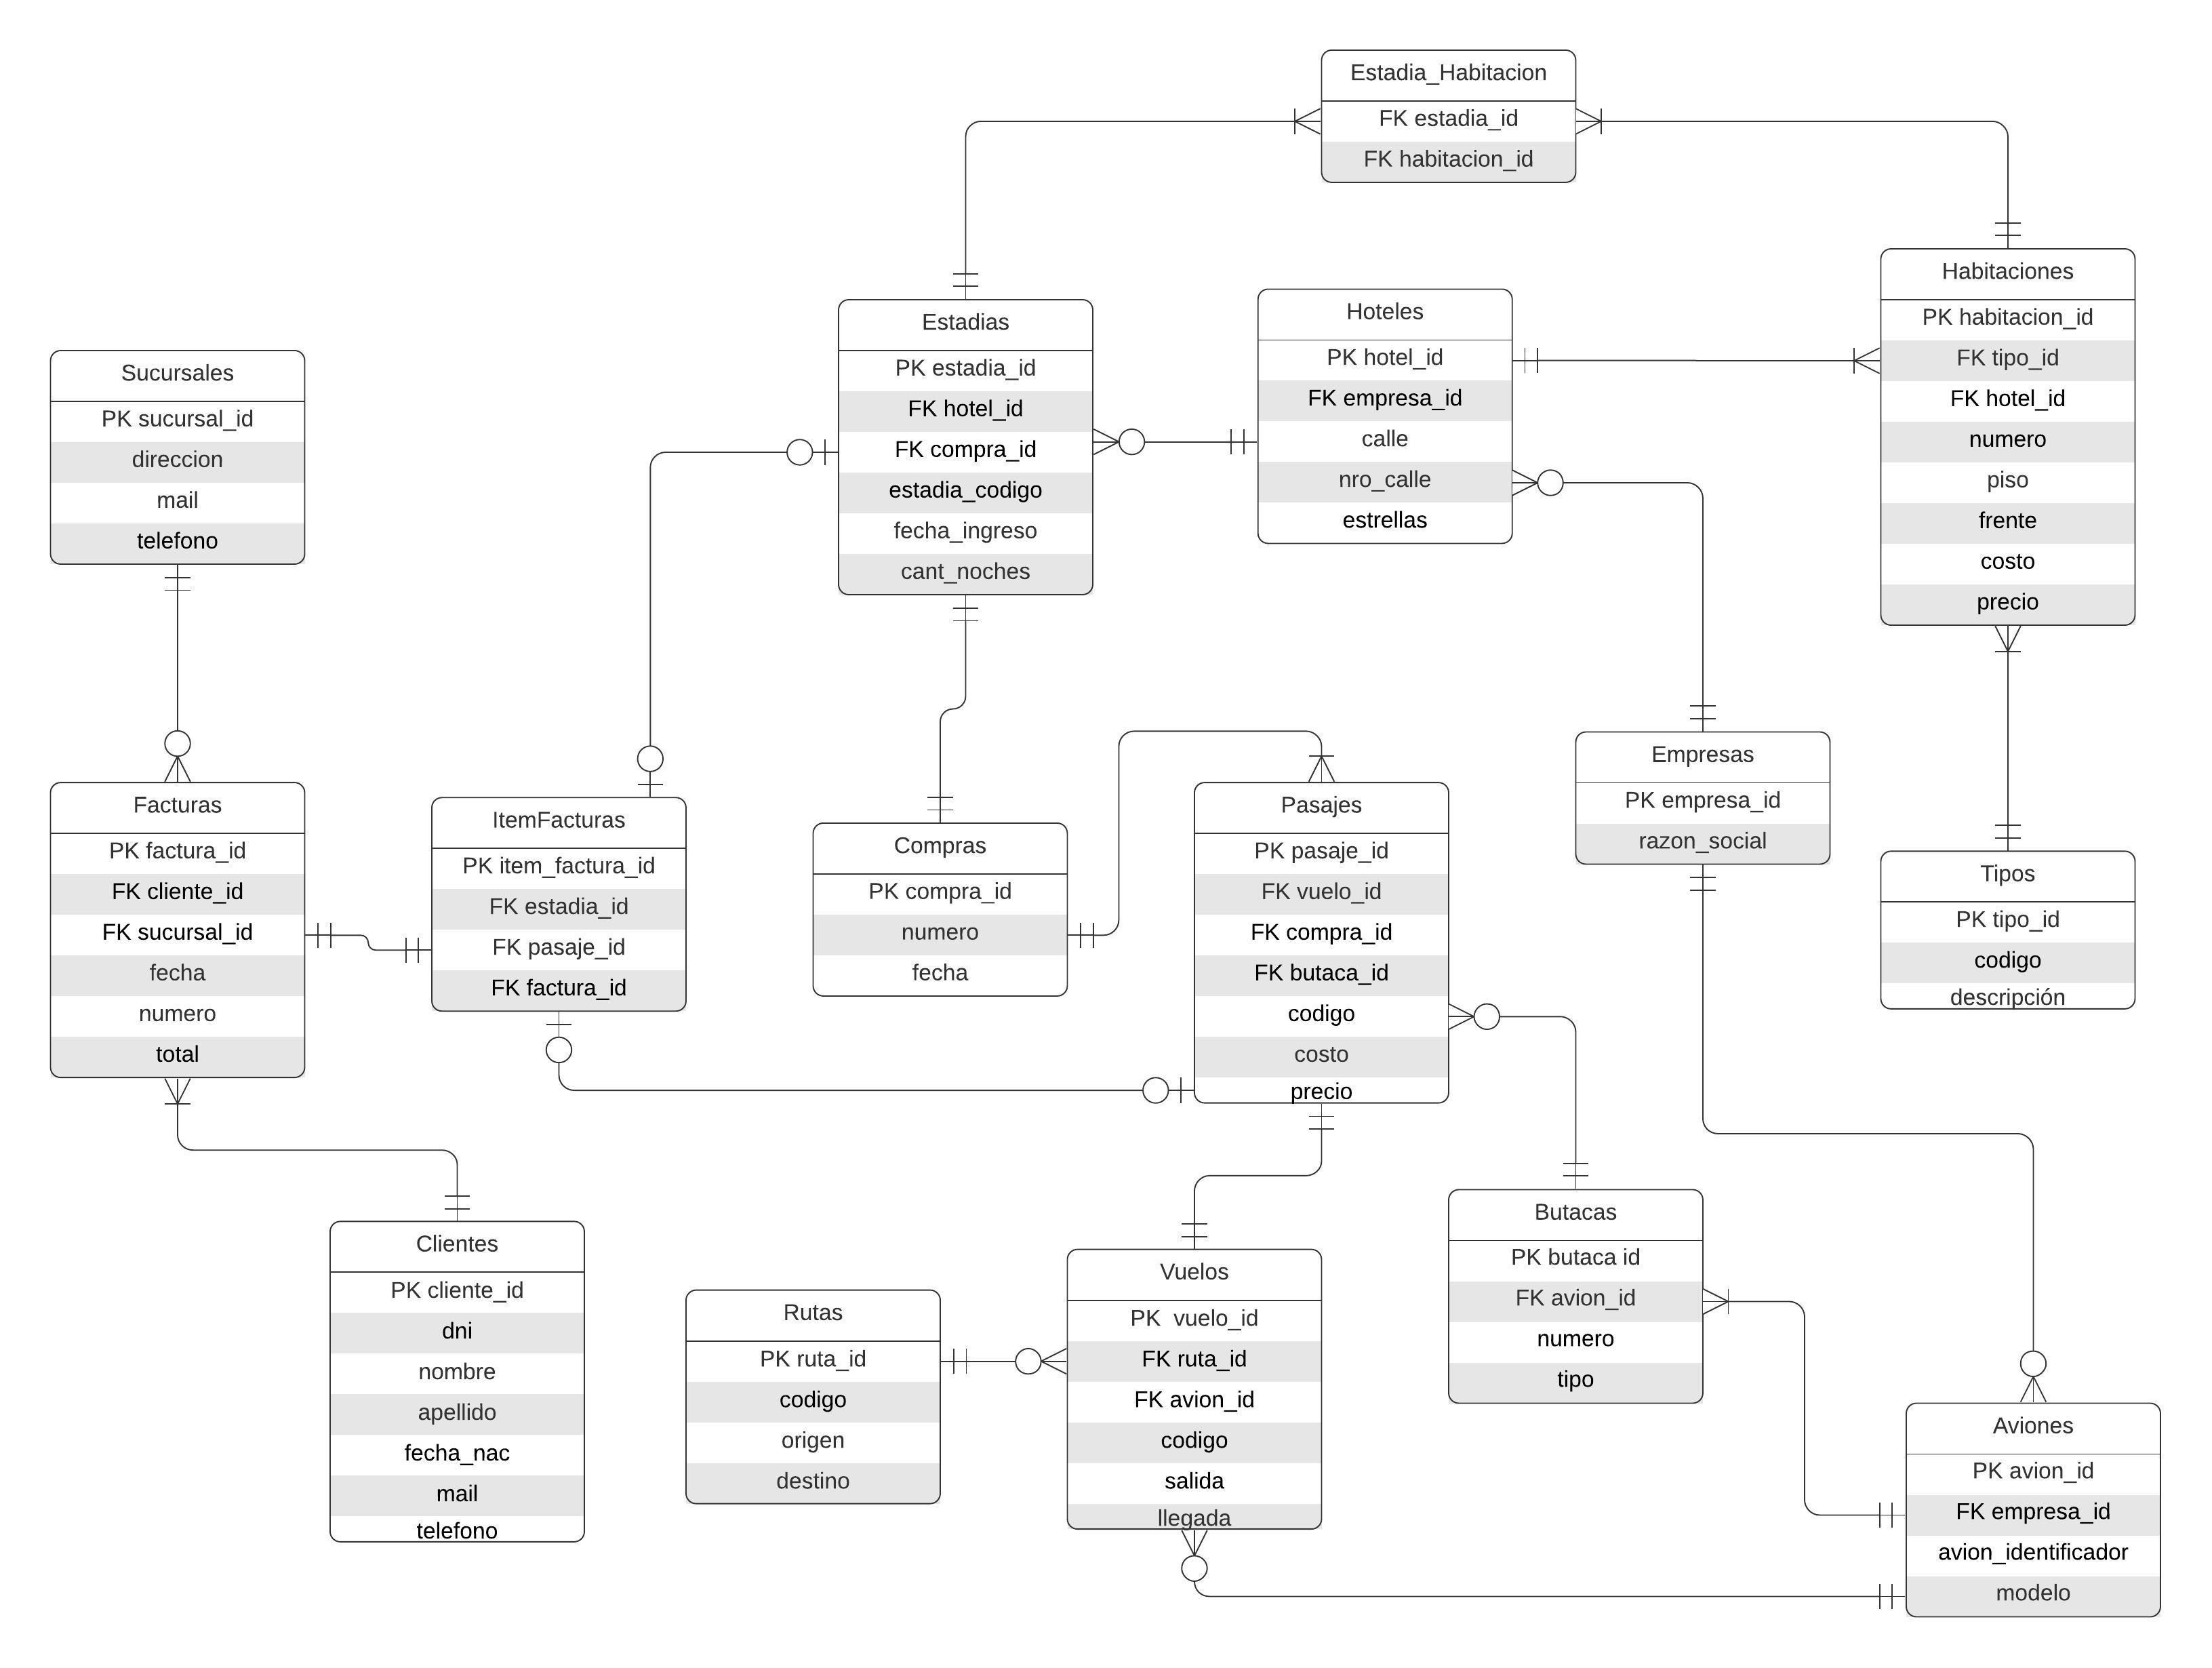 Estadia_Habitacion
FK estadia_id
FK habitacion_id
Habitaciones
PK habitacion_id
FK tipo_id
FK hotel_id
numero
piso
frente
costo
precio
Hoteles
PK hotel_id
FK empresa_id
calle
nro_calle
estrellas
Estadias
PK estadia_id
FK hotel_id
FK compra_id
estadia_codigo
fecha_ingreso
cant_noches
Sucursales
PK sucursal_id
direccion
mail
telefono
Facturas
PK factura_id
FK cliente_id
FK sucursal_id
fecha
numero
total
ItemFacturas
PK item_factura_id
FK estadia_id
FK pasaje_id
FK factura_id
Compras
PK compra_id
numero
fecha
Pasajes
PK pasaje_id
FK vuelo_id
FK compra_id
FK butaca_id
codigo
costo
precio
Empresas
PK empresa_id
razon_social
Tipos
PK tipo_id
codigo
descripción
Clientes
PK cliente_id
dni
nombre
apellido
fecha_nac
mail
telefono
Rutas
PK ruta_id
codigo
origen
destino
Vuelos
PK  vuelo_id
FK ruta_id
FK avion_id
codigo
salida
llegada
Butacas
PK butaca id
FK avion_id
numero
tipo
Aviones
PK avion_id
FK empresa_id
avion_identificador
modelo